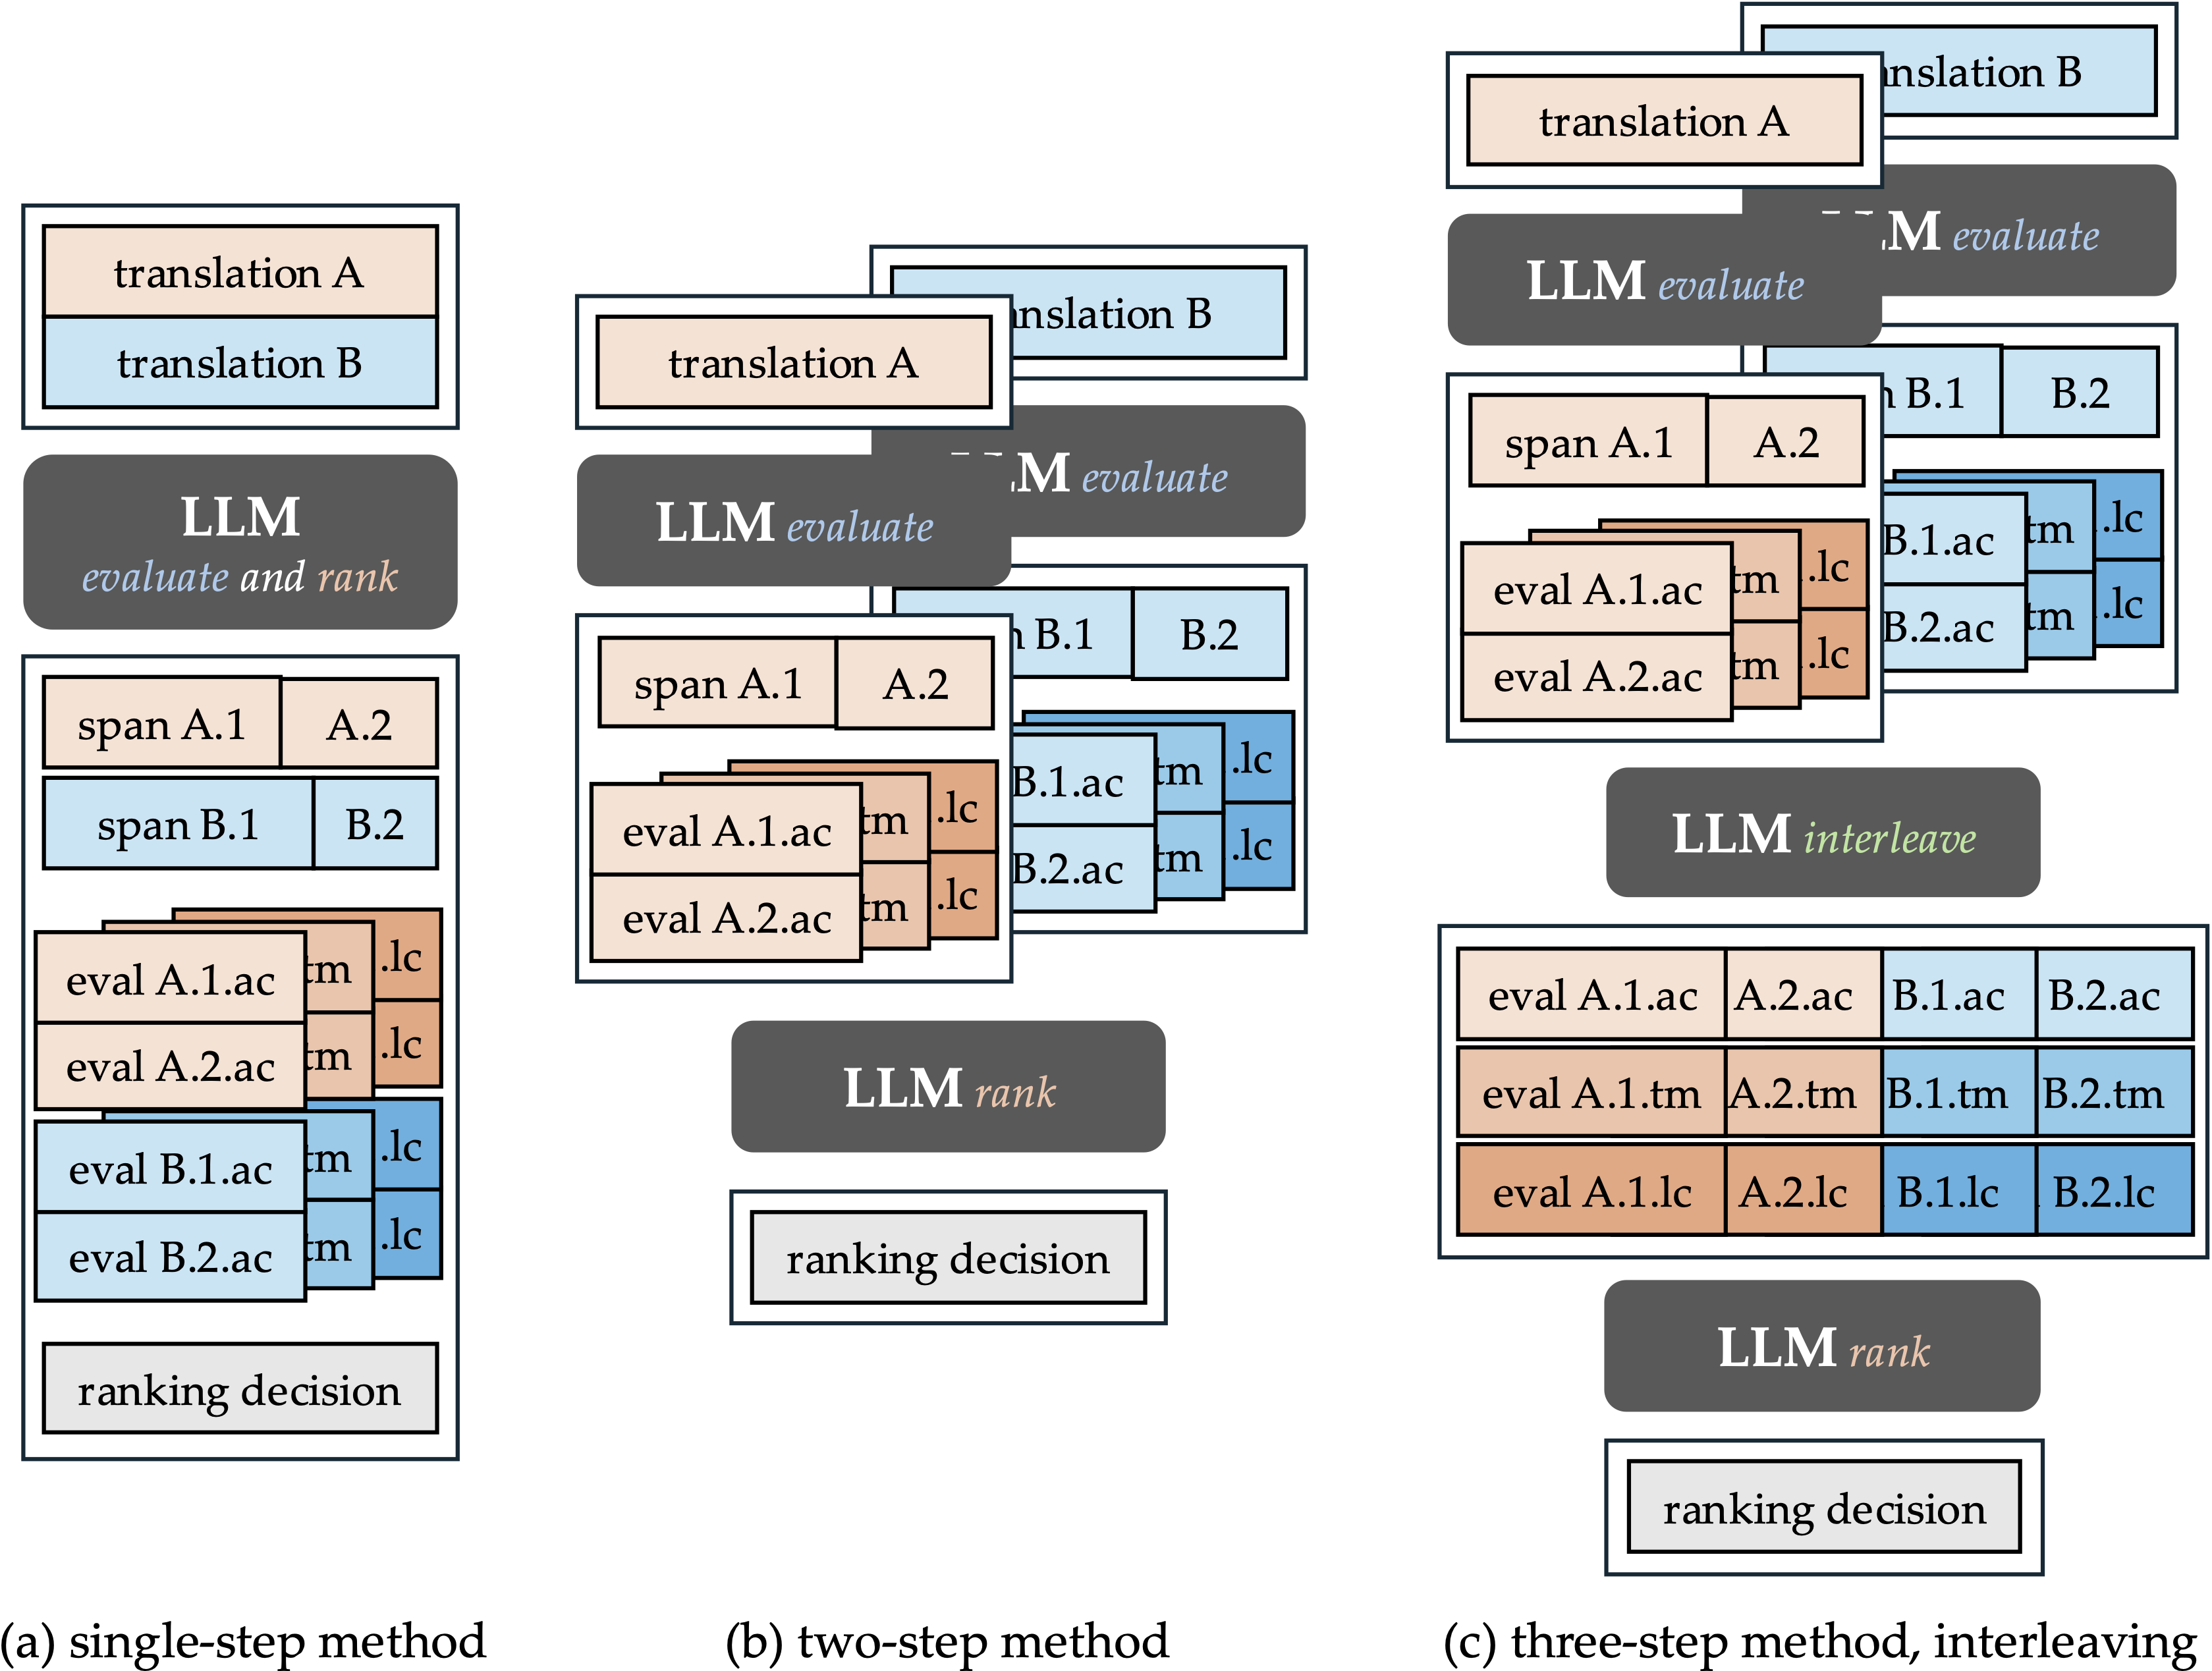 translation A
translation B
LLM
evaluate and rank
span A.1 A.2
span B.1 B.2
eval A.1.ac tm .lc
eval A.2.ac tm .lc
eval B.1.ac tm .lc
eval B.2.ac tm .lc
ranking decision
(a) single-step method
translation A
nslation B
LLM evaluate
LM evaluate
span A.1 A.2
B.1 B.2
eval A.1.ac tm .lc
eval A.2.ac tm .lc
B.1.ac tm .lc
B.2.ac tm .lc
LLM rank
ranking decision
(b) two-step method
translation A
nslation B
LLM evaluate
LM evaluate
span A.1 A.2
B.1 B.2
eval A.1.ac tm .lc
eval A.2.ac tm .lc
B.1.ac tm .lc
B.2.ac tm .lc
LLM interleave
eval A.1.ac A.2.ac B.1.ac B.2.ac
eval A.1.tm A.2.tm B.1.tm B.2.tm
eval A.1.lc A.2.lc B.1.lc B.2.lc
LLM rank
ranking decision
(c) three-step method, interleaving